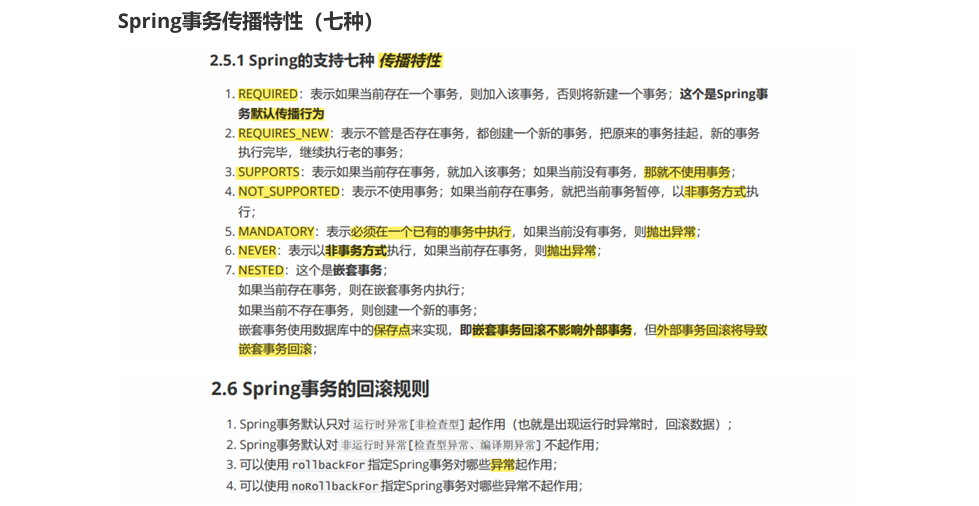 Spring事务传播特性（七种）
2.5.1 Spring的支持七种 传播特性
1. REQUIRED：表示如果当前存在一个事务，则加入该事务，否则将新建一个事务；这个是Spring事
务默认传播行为
2. REQUIRES_NEW：表示不管是否存在事务，都创建一个新的事务，把原来的事务挂起，新的事务
执行完毕，继续执行老的事务；
3. SUPPORTS：表示如果当前存在事务，就加入该事务；如果当前没有事务，那就不使用事务；
4. NOT_SUPPORTED：表示不使用事务；如果当前存在事务，就把当前事务暂停，以非事务方式执
行；
5. MANDATORY：表示必须在一个已有的事务中执行，如果当前没有事务，则抛出异常；
6. NEVER：表示以非事务方式执行，如果当前存在事务，则抛出异常；
7. NESTED：这个是嵌套事务；
如果当前存在事务，则在嵌套事务内执行；
如果当前不存在事务，则创建一个新的事务；
嵌套事务使用数据库中的保存点来实现，即嵌套事务回滚不影响外部事务，但外部事务回滚将导致
嵌套事务回滚；
2.6 Spring事务的回滚规则
1. Spring事务默认只对 运行时异常[非检查型] 起作用（也就是出现运行时异常时，回滚数据）；
2. Spring事务默认对 非运行时异常[检查型异常、编译期异常] 不起作用；
3. 可以使用 rollbackFor 指定Spring事务对哪些异常起作用；
4. 可以使用 noRollbackFor 指定Spring事务对哪些异常不起作用；